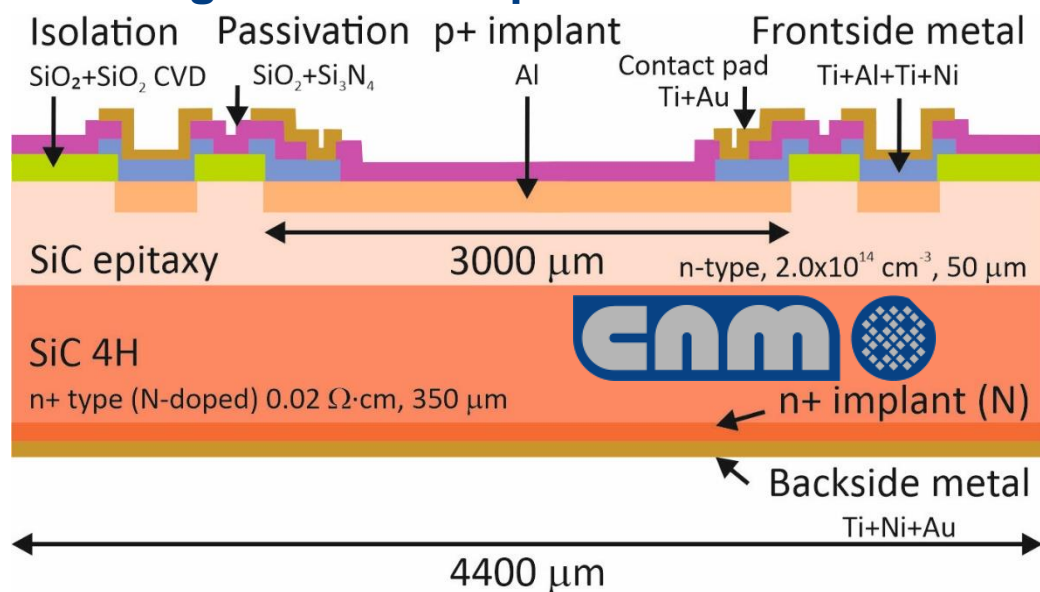 Isolation
SiO₂+SiO₂ CVD
Passivation
SiO₂+Si₃N₄
p+ implant
Al
Contact pad
Ti+Au
Frontside metal
Ti+Al+Ti+Ni
3000 μm
SiC epitaxy
n-type, 2.0x10¹⁴ cm⁻³, 50 μm
cnm
SiC 4H
n+ type (N-doped) 0.02 Ω·cm, 350 μm
n+ implant (N)
Backside metal
Ti+Ni+Au
4400 μm